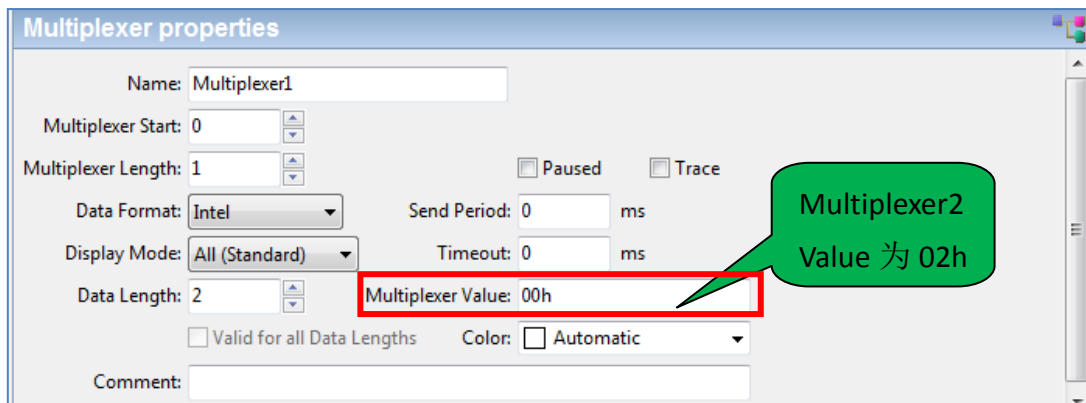 Multiplexer properties
Name: Multiplexer1
Multiplexer Start: 0
Multiplexer Length: 1 Paused Trace
Data Format: Intel Send Period: 0 ms
Display Mode: All (Standard) Timeout: 0 ms
Data Length: 2 Multiplexer Value: 00h
Valid for all Data Lengths Color: Automatic
Comment:
Multiplexer2
Value 为 02h